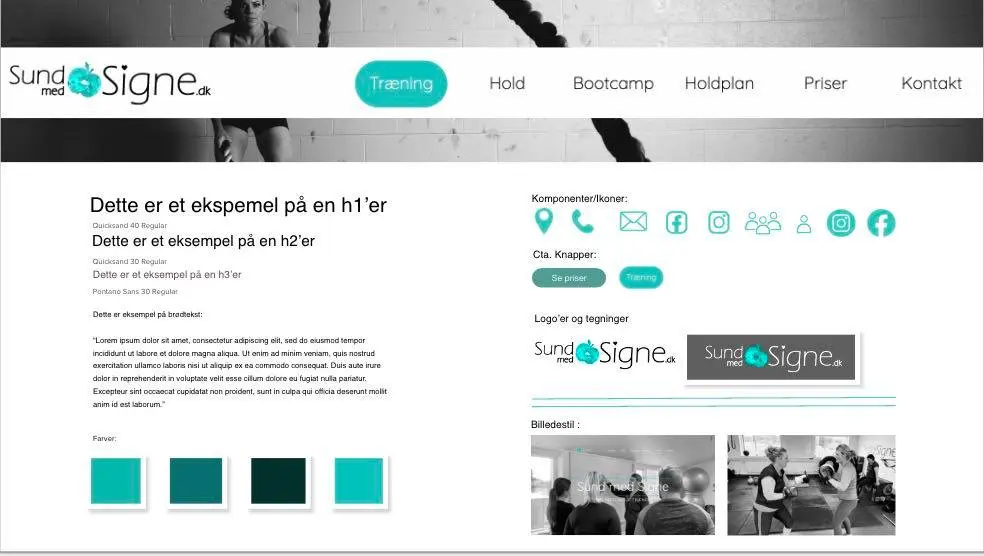 Sund
med
Signe.dk
Træning
Hold
Bootcamp
Holdplan
Priser
Kontakt
Dette er et ekspemel på en h1'er
Quicksand 40 Regular
Dette er et eksempel på en h2'er
Quicksand 30 Regular
Dette er et eksempel på en h3'er
Pontano Sans 30 Regular
Dette er eksempel på brødtekst:
"Lorem ipsum dolor sit amet, consectetur adipiscing elit, sed do eiusmod tempor
incididunt ut labore et dolore magna aliqua. Ut enim ad minim veniam, quis nostrud
exercitation ullamco laboris nisi ut aliquip ex ea commodo consequat. Duis aute irure
dolor in reprehenderit in voluptate velit esse cillum dolore eu fugiat nulla pariatur.
Excepteur sint occaecat cupidatat non proident, sunt in culpa qui officia deserunt mollit
anim id est laborum."
Farver:
Komponenter/Ikoner:
Cta. Knapper:
Se priser
Træning
Logo'er og tegninger
Sund
med
Signe.dk
Sund
med
Signe.dk
Billedestil :
Sund med Signe